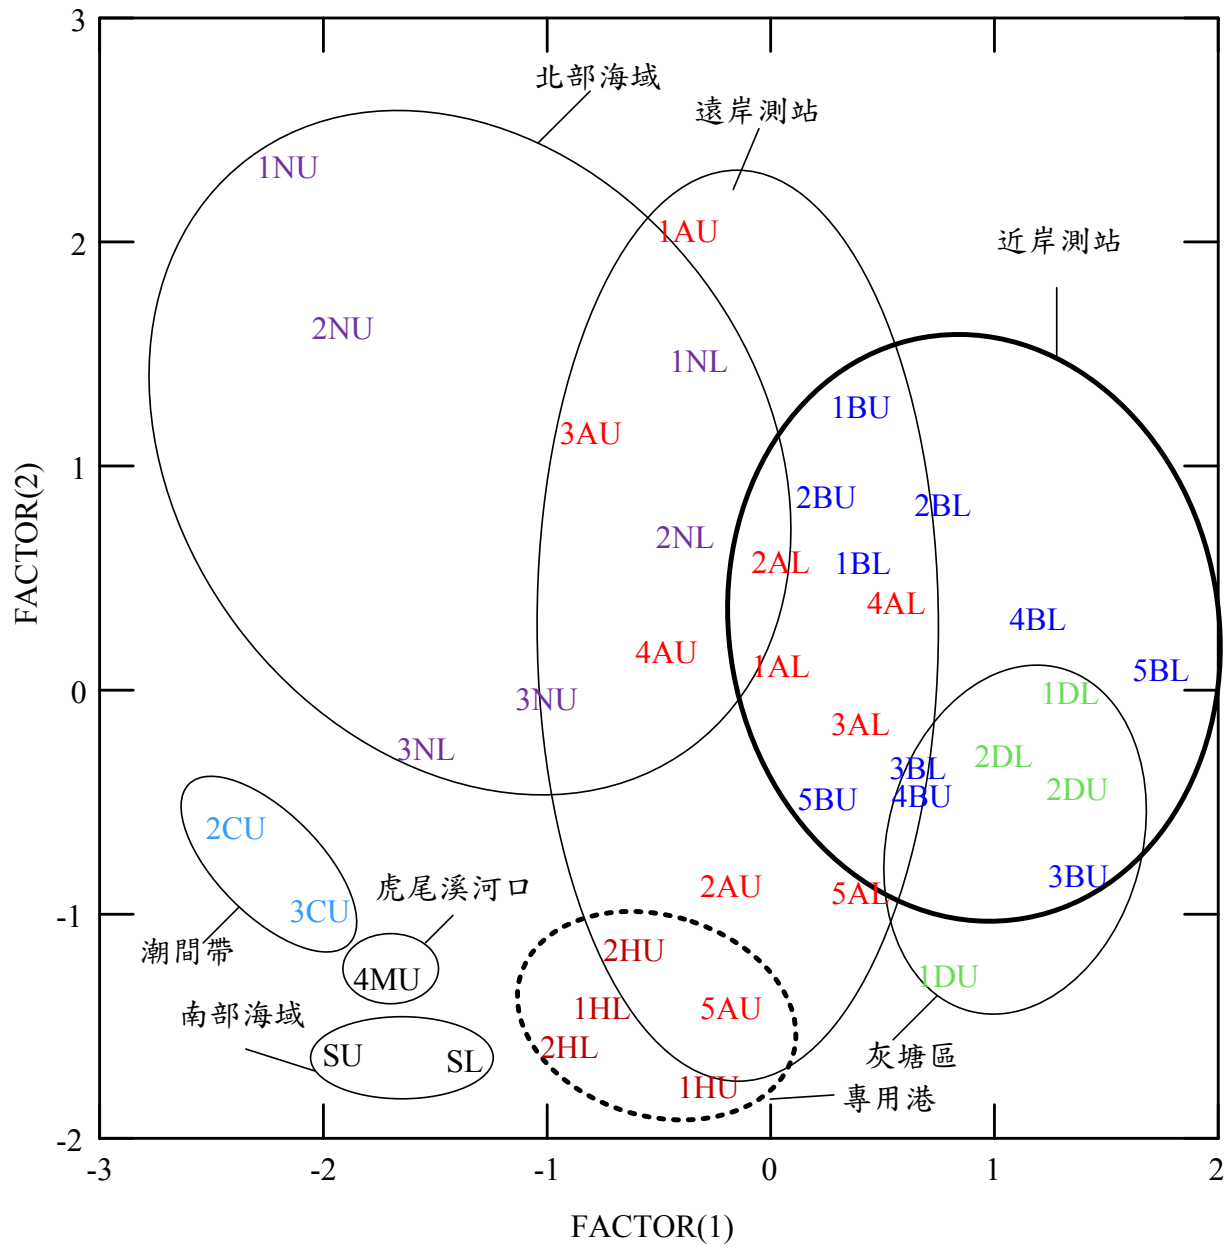 3
北部海域
遠岸測站
1NU
1AU
2
近岸測站
2NU
1NL
1BU
3AU
1
2BU
2BL
2NL
2AL
1BL
4AL
FACTOR(2)
4BL
4AU
1AL
5BL
0
3NU
1DL
3AL
3NL
2DL
3BL
2DU
5BU
4BU
2CU
2AU
虎尾溪河口
5AL
3BU
-1
3CU
潮間帶
2HU
4MU
1DU
南部海域
1HL
5AU
SU
SL
2HL
灰塘區
1HU
專用港
-2
-3
-2
-1
0
1
2
FACTOR(1)